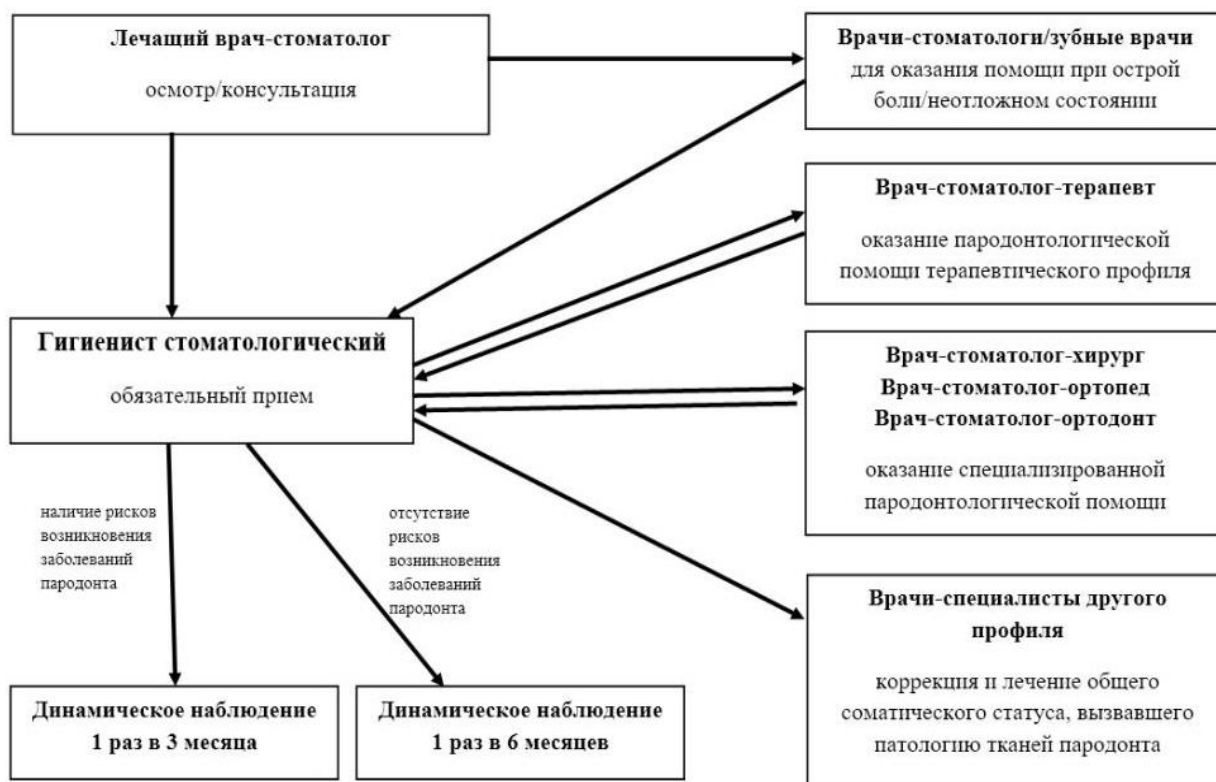 Лечащий врач-стоматолог
осмотр/консультация
Врачи-стоматологи/зубные врачи
для оказания помощи при острой
боли/неотложном состоянии
Врач-стоматолог-терапевт
оказание пародонтологической
помощи терапевтического профиля
Гигиенист стоматологический
обязательный прием
Врач-стоматолог-хирург
Врач-стоматолог-ортопед
Врач-стоматолог-ортодонт
оказание специализированной
пародонтологической помощи
наличие рисков
возникновения
заболеваний
пародонта
отсутствие
рисков
возникновения
заболеваний
пародонта
Врачи-специалисты другого
профиля
коррекция и лечение общего
соматического статуса, вызвавшего
патологию тканей пародонта
Динамическое наблюдение
1 раз в 3 месяца
Динамическое наблюдение
1 раз в 6 месяцев